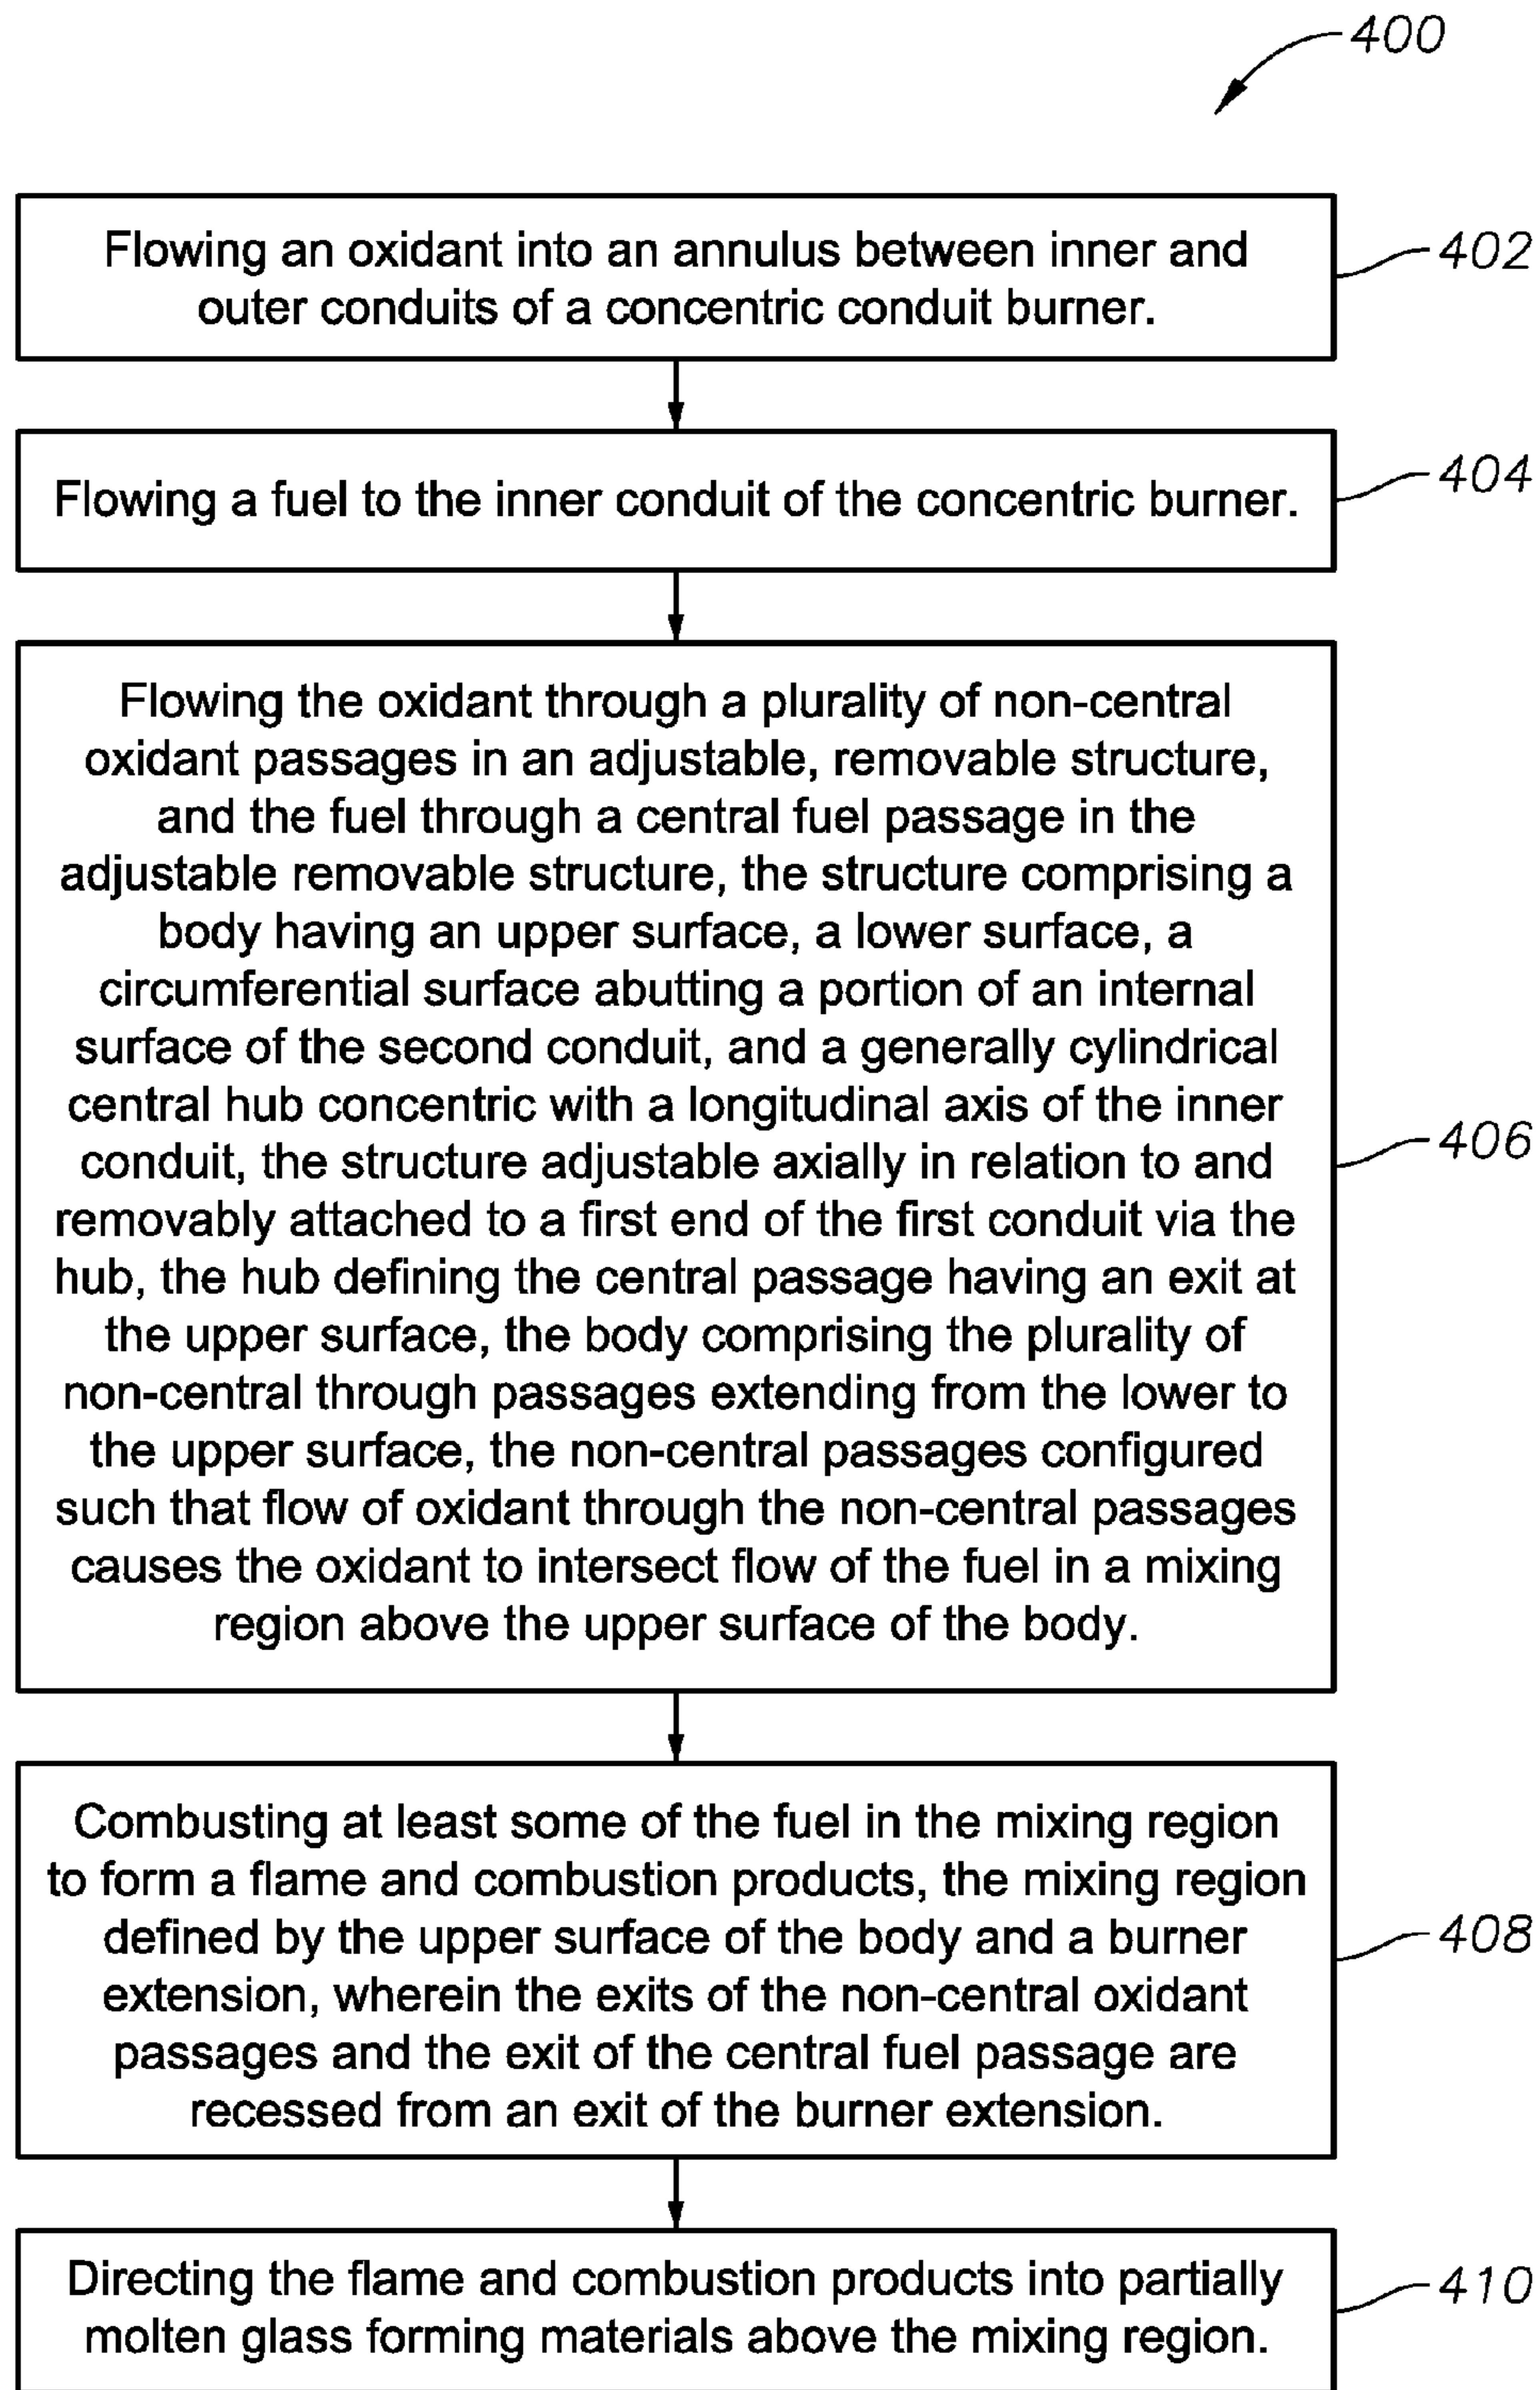 400
Flowing an oxidant into an annulus between inner and
outer conduits of a concentric conduit burner.
402
Flowing a fuel to the inner conduit of the concentric burner.
404
Flowing the oxidant through a plurality of non-central
oxidant passages in an adjustable, removable structure,
and the fuel through a central fuel passage in the
adjustable removable structure, the structure comprising a
body having an upper surface, a lower surface, a
circumferential surface abutting a portion of an internal
surface of the second conduit, and a generally cylindrical
central hub concentric with a longitudinal axis of the inner
conduit, the structure adjustable axially in relation to and
removably attached to a first end of the first conduit via the
hub, the hub defining the central passage having an exit at
the upper surface, the body comprising the plurality of
non-central through passages extending from the lower to
the upper surface, the non-central passages configured
such that flow of oxidant through the non-central passages
causes the oxidant to intersect flow of the fuel in a mixing
region above the upper surface of the body.
406
Combusting at least some of the fuel in the mixing region
to form a flame and combustion products, the mixing region
defined by the upper surface of the body and a burner
extension, wherein the exits of the non-central oxidant
passages and the exit of the central fuel passage are
recessed from an exit of the burner extension.
408
Directing the flame and combustion products into partially
molten glass forming materials above the mixing region.
410